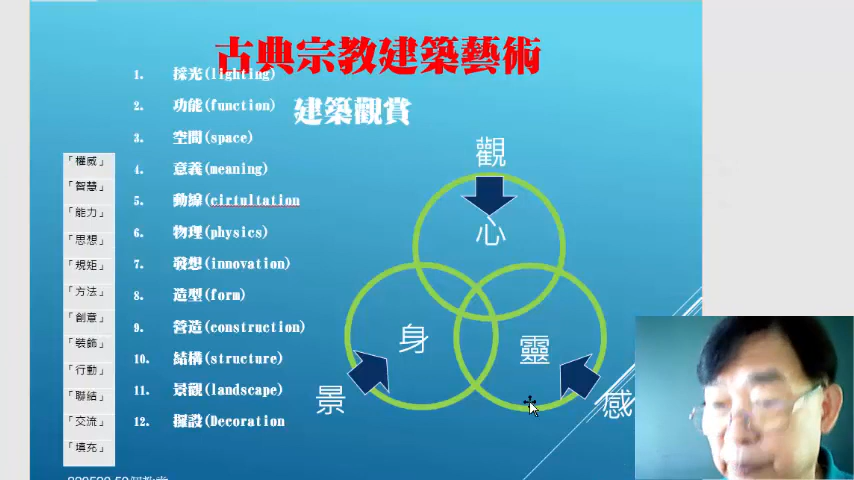 古典宗教建築藝術
建築觀賞
1. 採光(lighting)
2. 功能(function)
3. 空間(space)
4. 意義(meaning)
5. 動線(cirtultation
6. 物理(physics)
7. 發想(innovation)
8. 造型(form)
9. 營造(construction)
10. 結構(structure)
11. 景觀(landscape)
12. 擺設(Decoration
「權威」
「智慧」
「能力」
「思想」
「規矩」
「方法」
「創意」
「裝飾」
「行動」
「聯結」
「交流」
「填充」
觀
心
身
靈
景
感